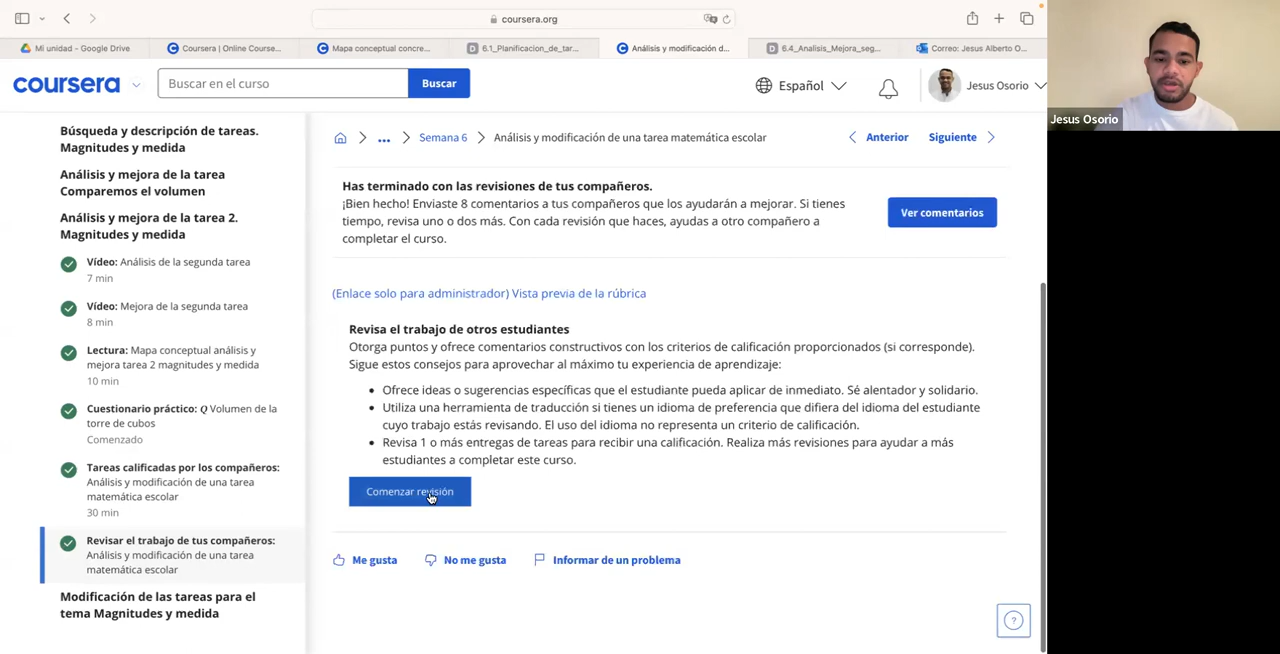 coursera.org
Mi unidad - Google Drive
Coursera | Online Course...
Mapa conceptual concre...
6.1_Planificacion_de_tar...
Análisis y modificación d...
6.4_Analisis_Mejora_seg...
Correo: Jesus Alberto O...
coursera
Buscar en el curso
Buscar
Español
Jesus Osorio
Jesus Osorio
Búsqueda y descripción de tareas.
Magnitudes y medida
Análisis y mejora de la tarea
Comparemos el volumen
Análisis y mejora de la tarea 2.
Magnitudes y medida
Vídeo: Análisis de la segunda tarea
7 min
Vídeo: Mejora de la segunda tarea
8 min
Lectura: Mapa conceptual análisis y
mejora tarea 2 magnitudes y medida
10 min
Cuestionario práctico: Q Volumen de la
torre de cubos
Comenzado
Tareas calificadas por los compañeros:
Análisis y modificación de una tarea
matemática escolar
30 min
Revisar el trabajo de tus compañeros:
Análisis y modificación de una tarea
matemática escolar
Modificación de las tareas para el
tema Magnitudes y medida
... Semana 6 Análisis y modificación de una tarea matemática escolar
Anterior
Siguiente
Has terminado con las revisiones de tus compañeros.
¡Bien hecho! Enviaste 8 comentarios a tus compañeros que los ayudarán a mejorar. Si tienes
tiempo, revisa uno o dos más. Con cada revisión que haces, ayudas a otro compañero a
completar el curso.
Ver comentarios
(Enlace solo para administrador) Vista previa de la rúbrica
Revisa el trabajo de otros estudiantes
Otorga puntos y ofrece comentarios constructivos con los criterios de calificación proporcionados (si corresponde).
Sigue estos consejos para aprovechar al máximo tu experiencia de aprendizaje:
• Ofrece ideas o sugerencias específicas que el estudiante pueda aplicar de inmediato. Sé alentador y solidario.
• Utiliza una herramienta de traducción si tienes un idioma de preferencia que difiera del idioma del estudiante
cuyo trabajo estás revisando. El uso del idioma no representa un criterio de calificación.
• Revisa 1 o más entregas de tareas para recibir una calificación. Realiza más revisiones para ayudar a más
estudiantes a completar este curso.
Comenzar revisión
Me gusta
No me gusta
Informar de un problema
?